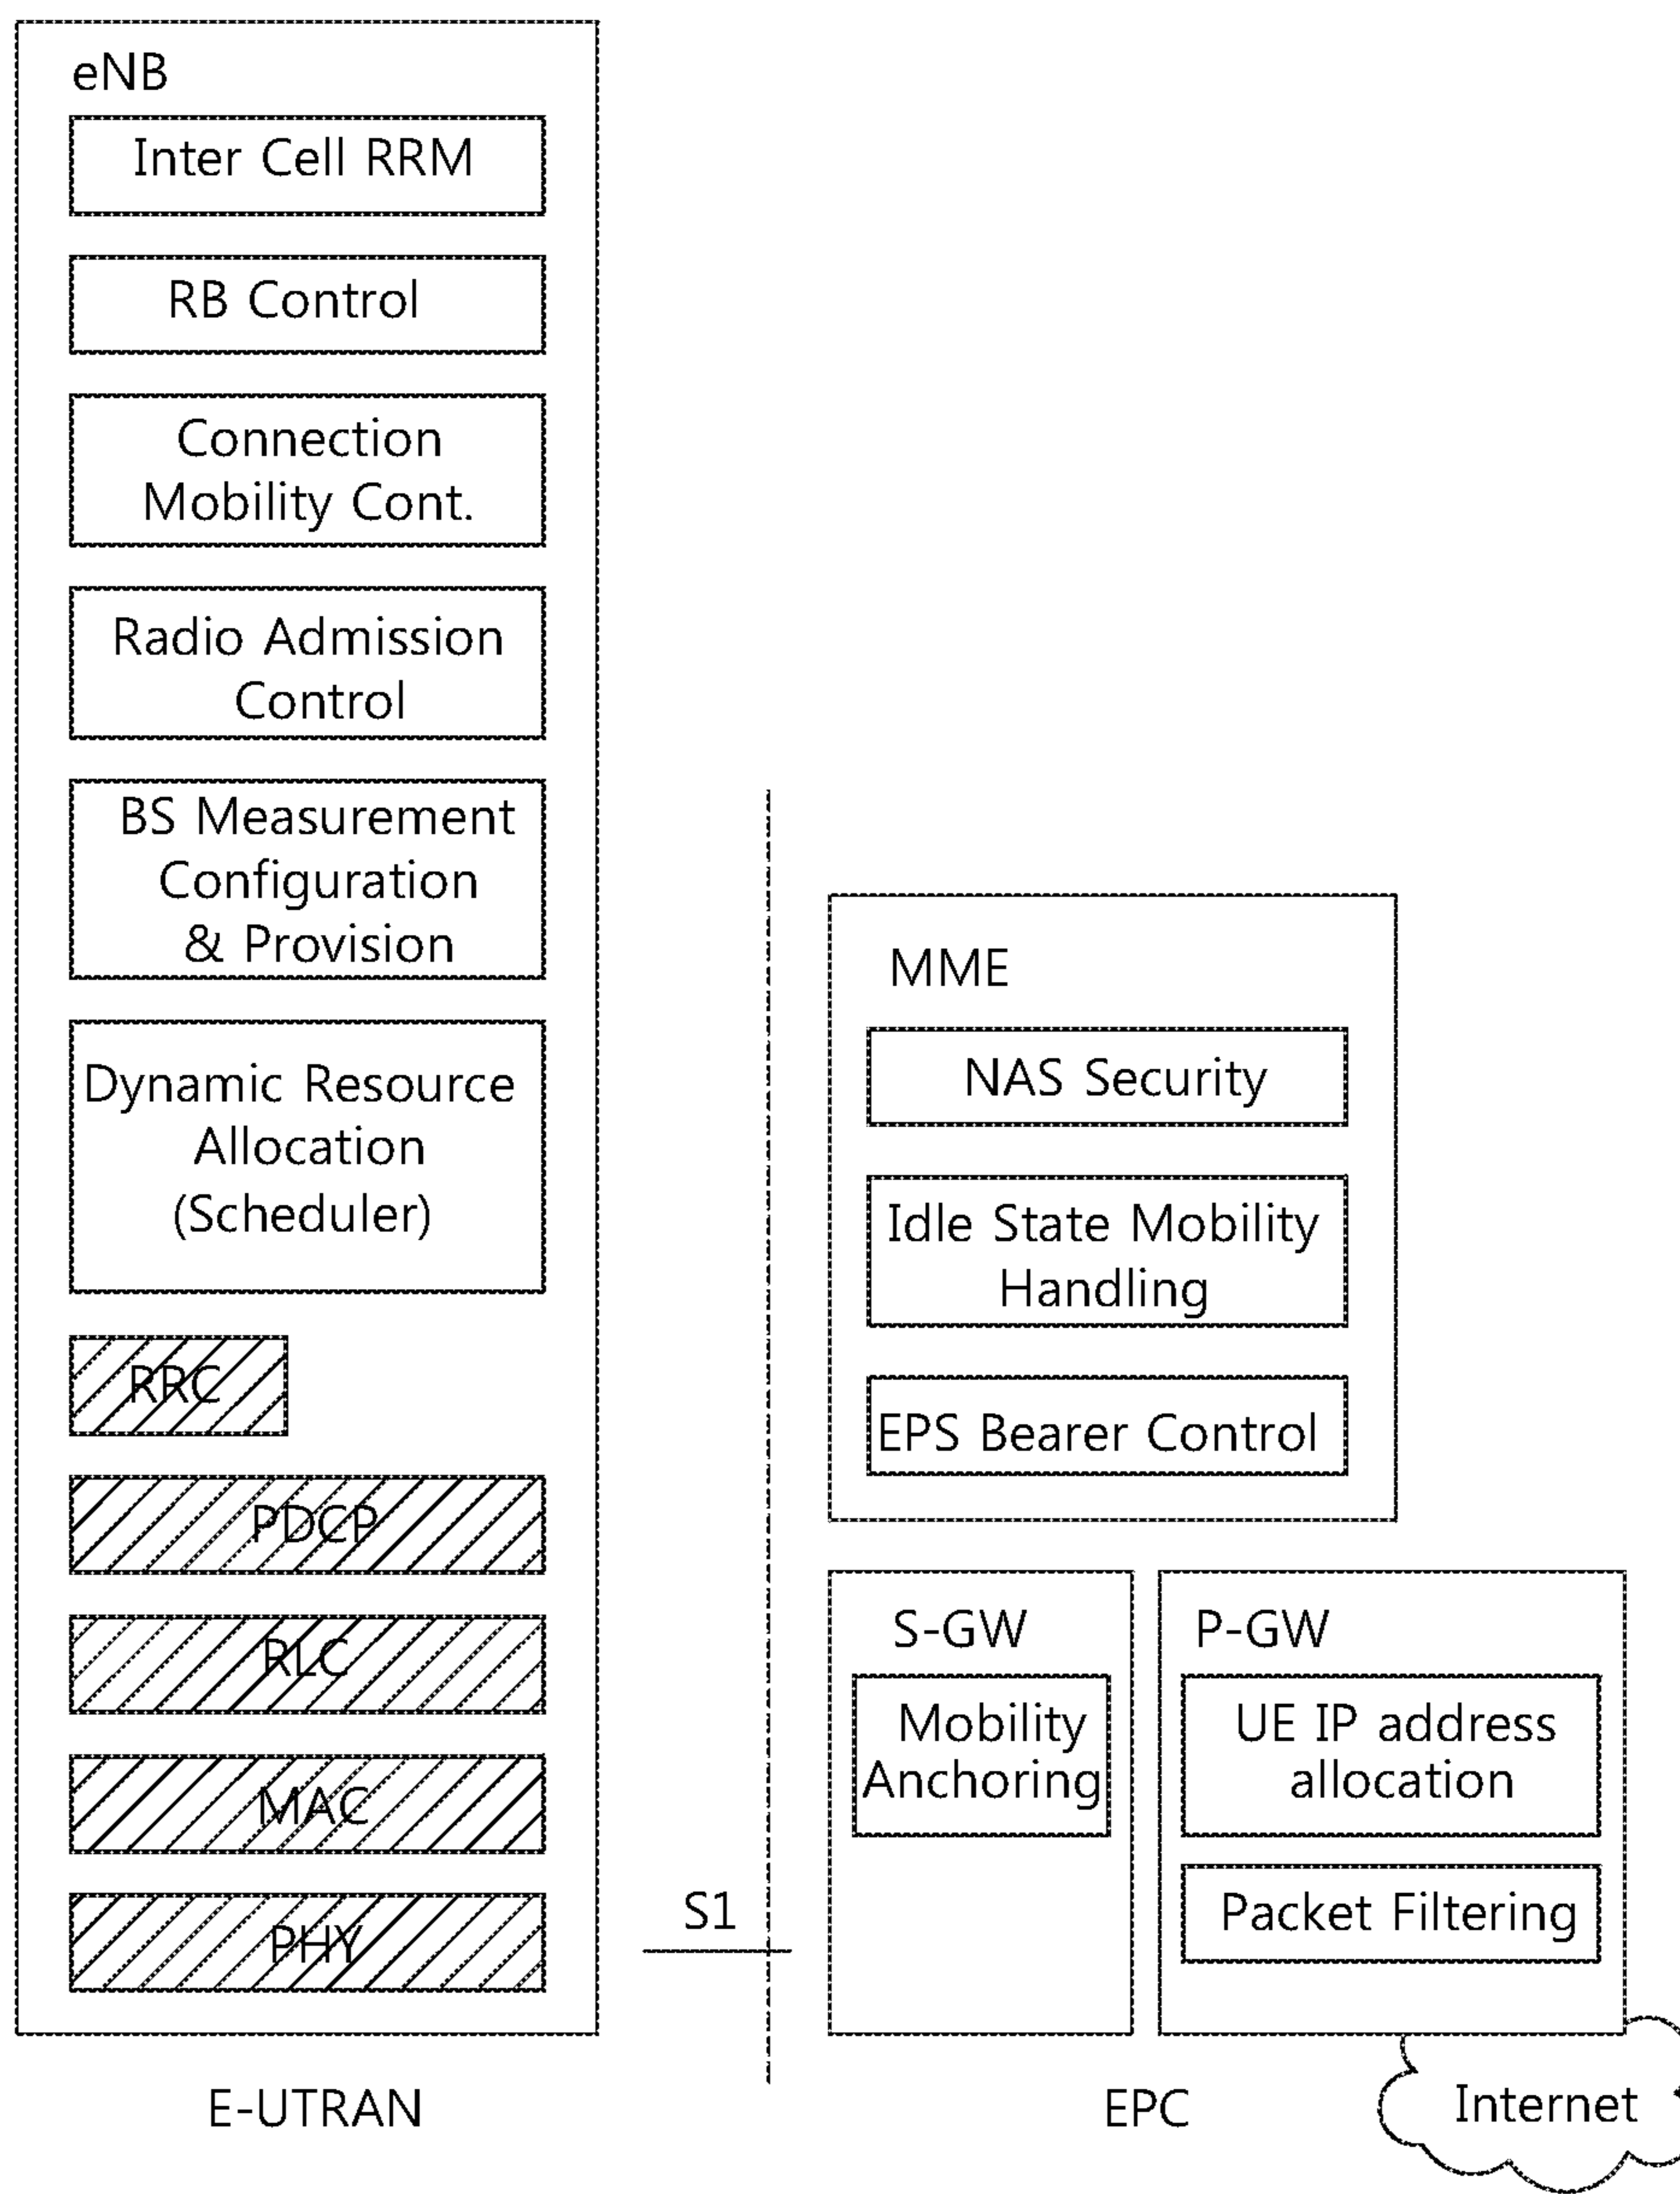 eNB
Inter Cell RRM
RB Control
Connection
Mobility Cont.
Radio Admission
Control
BS Measurement
Configuration
& Provision
Dynamic Resource
Allocation
(Scheduler)
RRC
PDCP
RLC
MAC
PHY
S1
MME
NAS Security
Idle State Mobility
Handling
EPS Bearer Control
S-GW
Mobility
Anchoring
P-GW
UE IP address
allocation
Packet Filtering
E-UTRAN
EPC
Internet